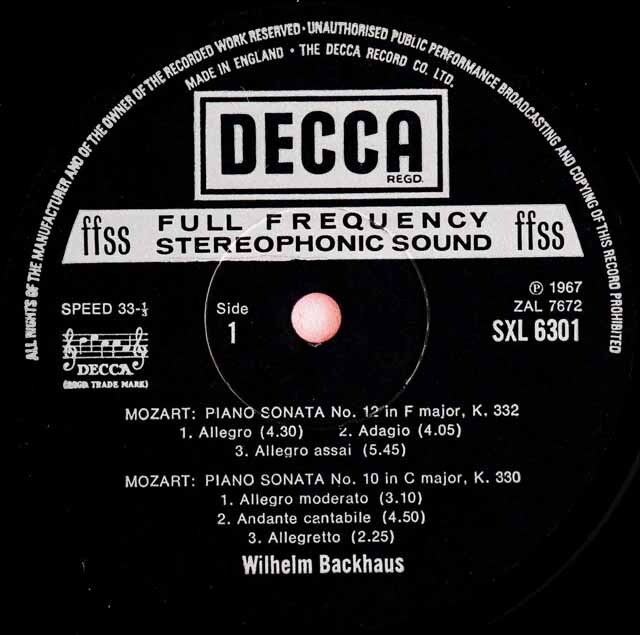 ALL RIGHTS OF THE MANUFACTURER AND OF THE OWNER OF THE RECORDED WORK RESERVED · UNAUTHORISED PUBLIC PERFORMANCE BROADCASTING AND COPYING OF THIS RECORD PROHIBITED
MADE IN ENGLAND · THE DECCA RECORD CO. LTD.
DECCA
REGD.
ffss FULL FREQUENCY STEREOPHONIC SOUND ffss
SPEED 33-⅓
Side
1
℗ 1967
ZAL 7672
SXL 6301
DECCA
(REGD TRADE MARK)
MOZART: PIANO SONATA No. 12 in F major, K. 332
1. Allegro (4.30) 2. Adagio (4.05)
3. Allegro assai (5.45)
MOZART: PIANO SONATA No. 10 in C major, K. 330
1. Allegro moderato (3.10)
2. Andante cantabile (4.50)
3. Allegretto (2.25)
Wilhelm Backhaus